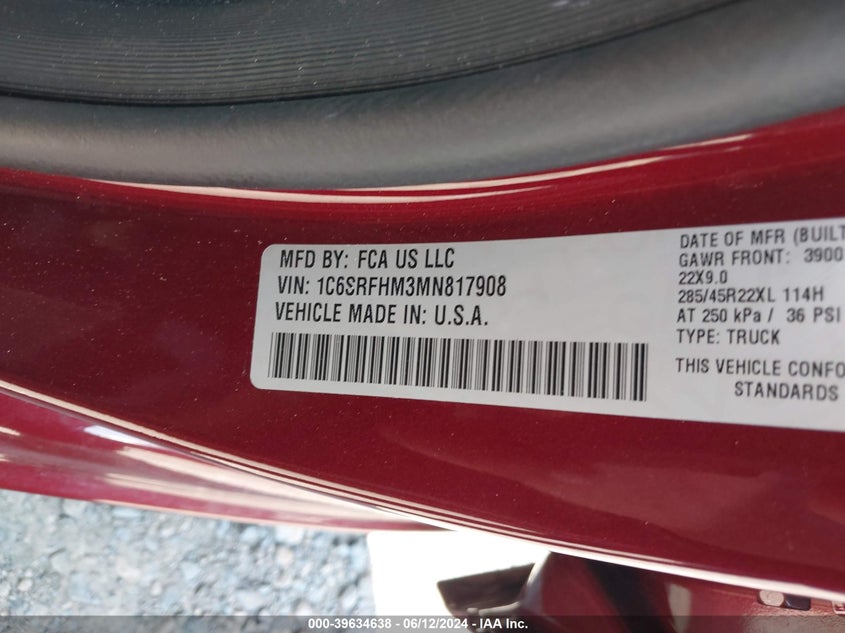 MFD BY: FCA US LLC
VIN: 1C6SRFHM3MN817908
VEHICLE MADE IN: U.S.A.
DATE OF MFR (BUILT
GAWR FRONT: 3900
22X9.0
285/45R22XL 114H
AT 250 kPa / 36 PSI
TYPE: TRUCK
THIS VEHICLE CONFO
STANDARDS
000-39634638 - 06/12/2024 - IAA Inc.